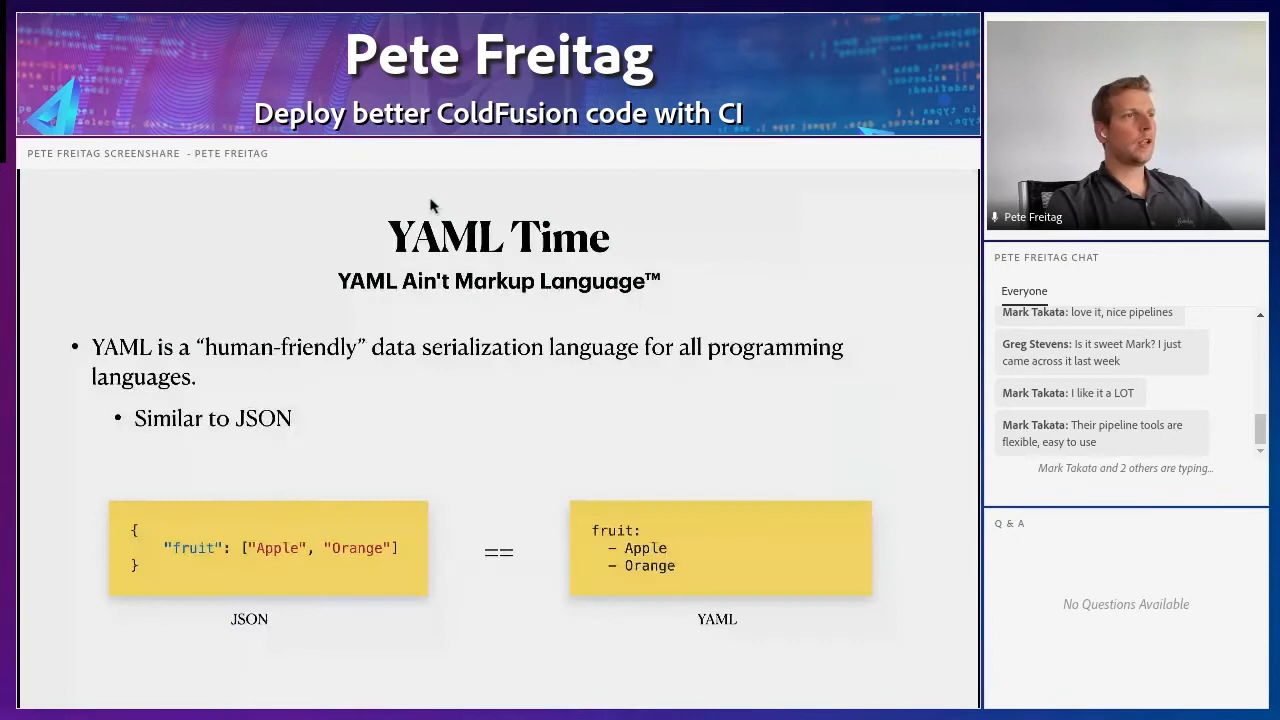 Pete Freitag
Deploy better ColdFusion code with CI
PETE FREITAG SCREENSHARE - PETE FREITAG
YAML Time
YAML Ain't Markup Language™
• YAML is a “human-friendly” data serialization language for all programming
languages.
• Similar to JSON
{
"fruit": ["Apple", "Orange"]
}
JSON
==
fruit:
- Apple
- Orange
YAML
Pete Freitag
PETE FREITAG CHAT
Everyone
Mark Takata: love it, nice pipelines
Greg Stevens: Is it sweet Mark? I just
came across it last week
Mark Takata: I like it a LOT
Mark Takata: Their pipeline tools are
flexible, easy to use
Mark Takata and 2 others are typing...
Q & A
No Questions Available